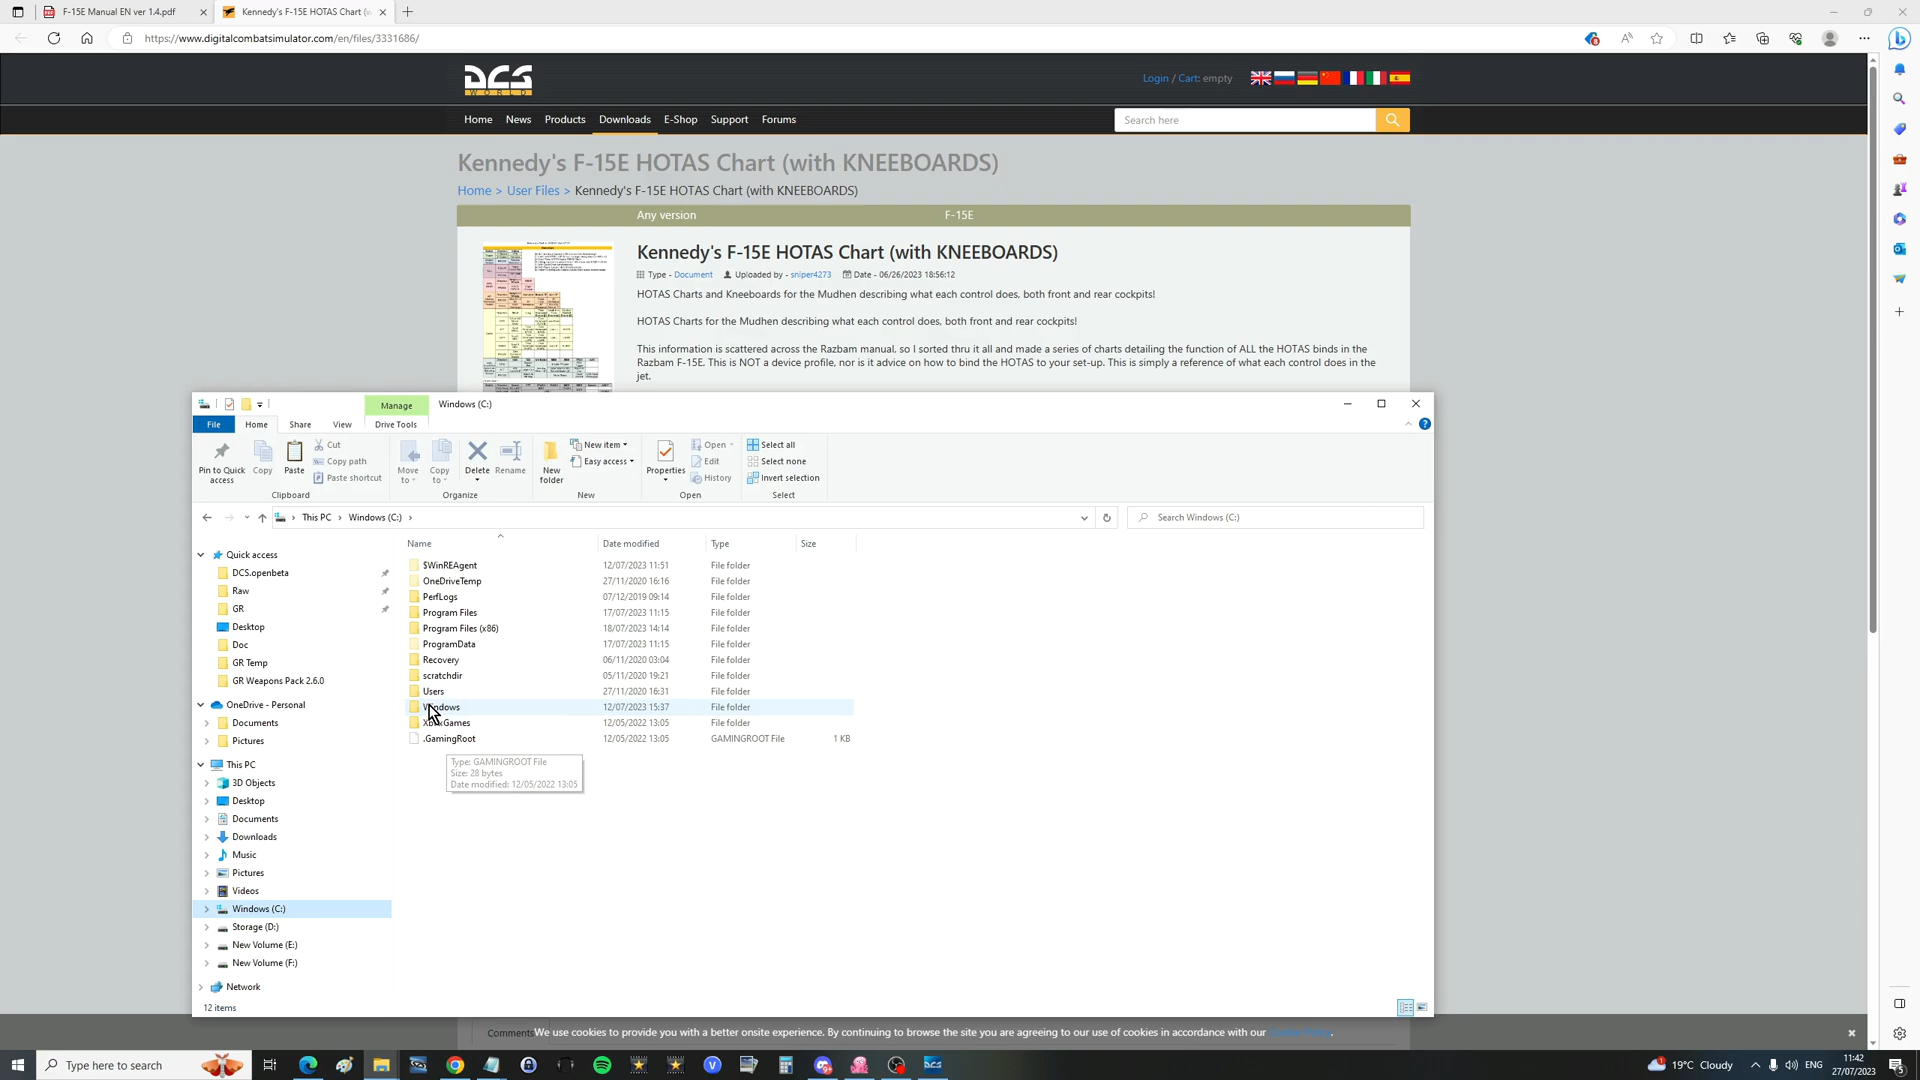 F-15E Manual EN ver 1.4.pdf
Kennedy's F-15E HOTAS Chart (w
https://www.digitalcombatsimulator.com/en/files/3331686/
DCS
WORLD
Login / Cart: empty
Home News Products Downloads E-Shop Support Forums
Search here
Kennedy's F-15E HOTAS Chart (with KNEEBOARDS)
Home > User Files > Kennedy's F-15E HOTAS Chart (with KNEEBOARDS)
Any version F-15E
Kennedy's F-15E HOTAS Chart (with KNEEBOARDS)
Type - Document Uploaded by - sniper4273 Date - 06/26/2023 18:56:12
HOTAS Charts and Kneeboards for the Mudhen describing what each control does, both front and rear cockpits!
HOTAS Charts for the Mudhen describing what each control does, both front and rear cockpits!
This information is scattered across the Razbam manual, so I sorted thru it all and made a series of charts detailing the function of ALL the HOTAS binds in the
Razbam F-15E. This is NOT a device profile, nor is it advice on how to bind the HOTAS to your set-up. This is simply a reference of what each control does in the
jet.
Manage Windows (C:)
File Home Share View Drive Tools
Pin to Quick access
Copy
Paste
Cut
Copy path
Paste shortcut
Clipboard
Move to
Copy to
Delete
Rename
Organize
New folder
New item
Easy access
New
Properties
Open
Edit
History
Open
Select all
Select none
Invert selection
Select
This PC > Windows (C:) >
Search Windows (C:)
Name Date modified Type Size
Quick access
DCS.openbeta
Raw
GR
Desktop
Doc
GR Temp
GR Weapons Pack 2.6.0
OneDrive - Personal
Documents
Pictures
This PC
3D Objects
Desktop
Documents
Downloads
Music
Pictures
Videos
Windows (C:)
Storage (D:)
New Volume (E:)
New Volume (F:)
Network
$WinREAgent 12/07/2023 11:51 File folder
OneDriveTemp 27/11/2020 16:16 File folder
PerfLogs 07/12/2019 09:14 File folder
Program Files 17/07/2023 11:15 File folder
Program Files (x86) 18/07/2023 14:14 File folder
ProgramData 17/07/2023 11:15 File folder
Recovery 06/11/2020 03:04 File folder
scratchdir 05/11/2020 19:21 File folder
Users 27/11/2020 16:31 File folder
Windows 12/07/2023 15:37 File folder
XboxGames 12/05/2022 13:05 File folder
.GamingRoot 12/05/2022 13:05 GAMINGROOT File 1 KB
Type: GAMINGROOT File
Size: 28 bytes
Date modified: 12/05/2022 13:05
12 items
Comments
We use cookies to provide you with a better onsite experience. By continuing to browse the site you are agreeing to our use of cookies in accordance with our
Type here to search
19°C Cloudy
ENG
11:42
27/07/2023